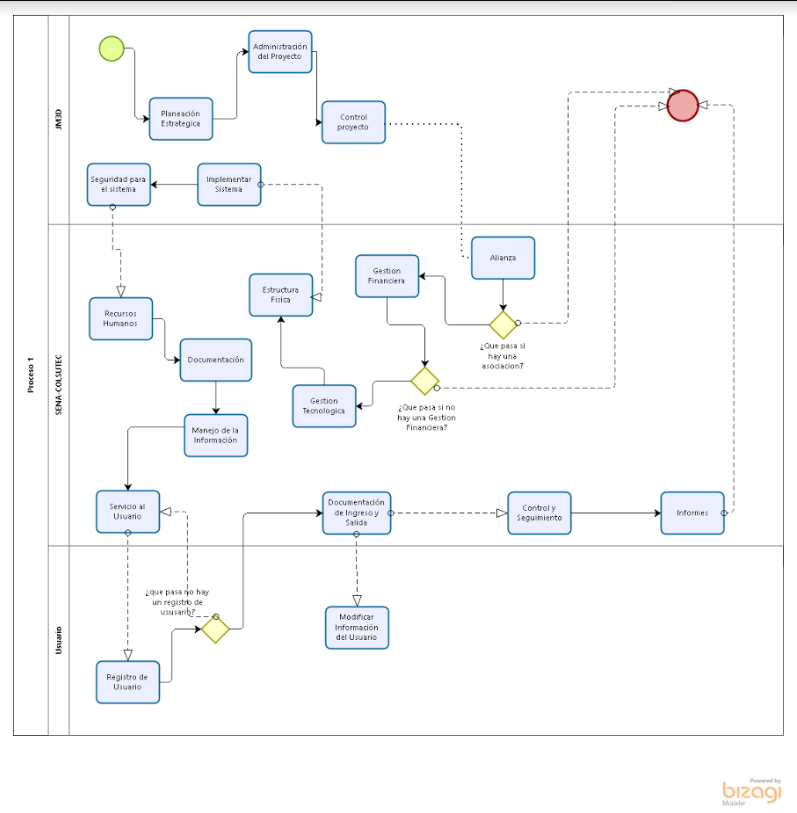 Proceso 1
JM3D
Administración
del Proyecto
Planeación
Estrategica
Control
proyecto
Seguridad para
el sistema
Implementar
Sistema
SENA-COLSUTEC
Alianza
Gestion
Financiera
Estructura
Fisica
Recursos
Humanos
¿Que pasa si
hay una
asociacion?
Documentación
Gestion
Tecnologica
¿Que pasa si no
hay una Gestion
Financiera?
Manejo de la
Información
Servicio al
Usuario
Documentación
de Ingreso y
Salida
Control y
Seguimiento
Informes
Usuario
¿que pasa no hay
un registro de
ususario?
Modificar
Información
del Usuario
Registro de
Usuario
Powered by
bizagi
Modeler